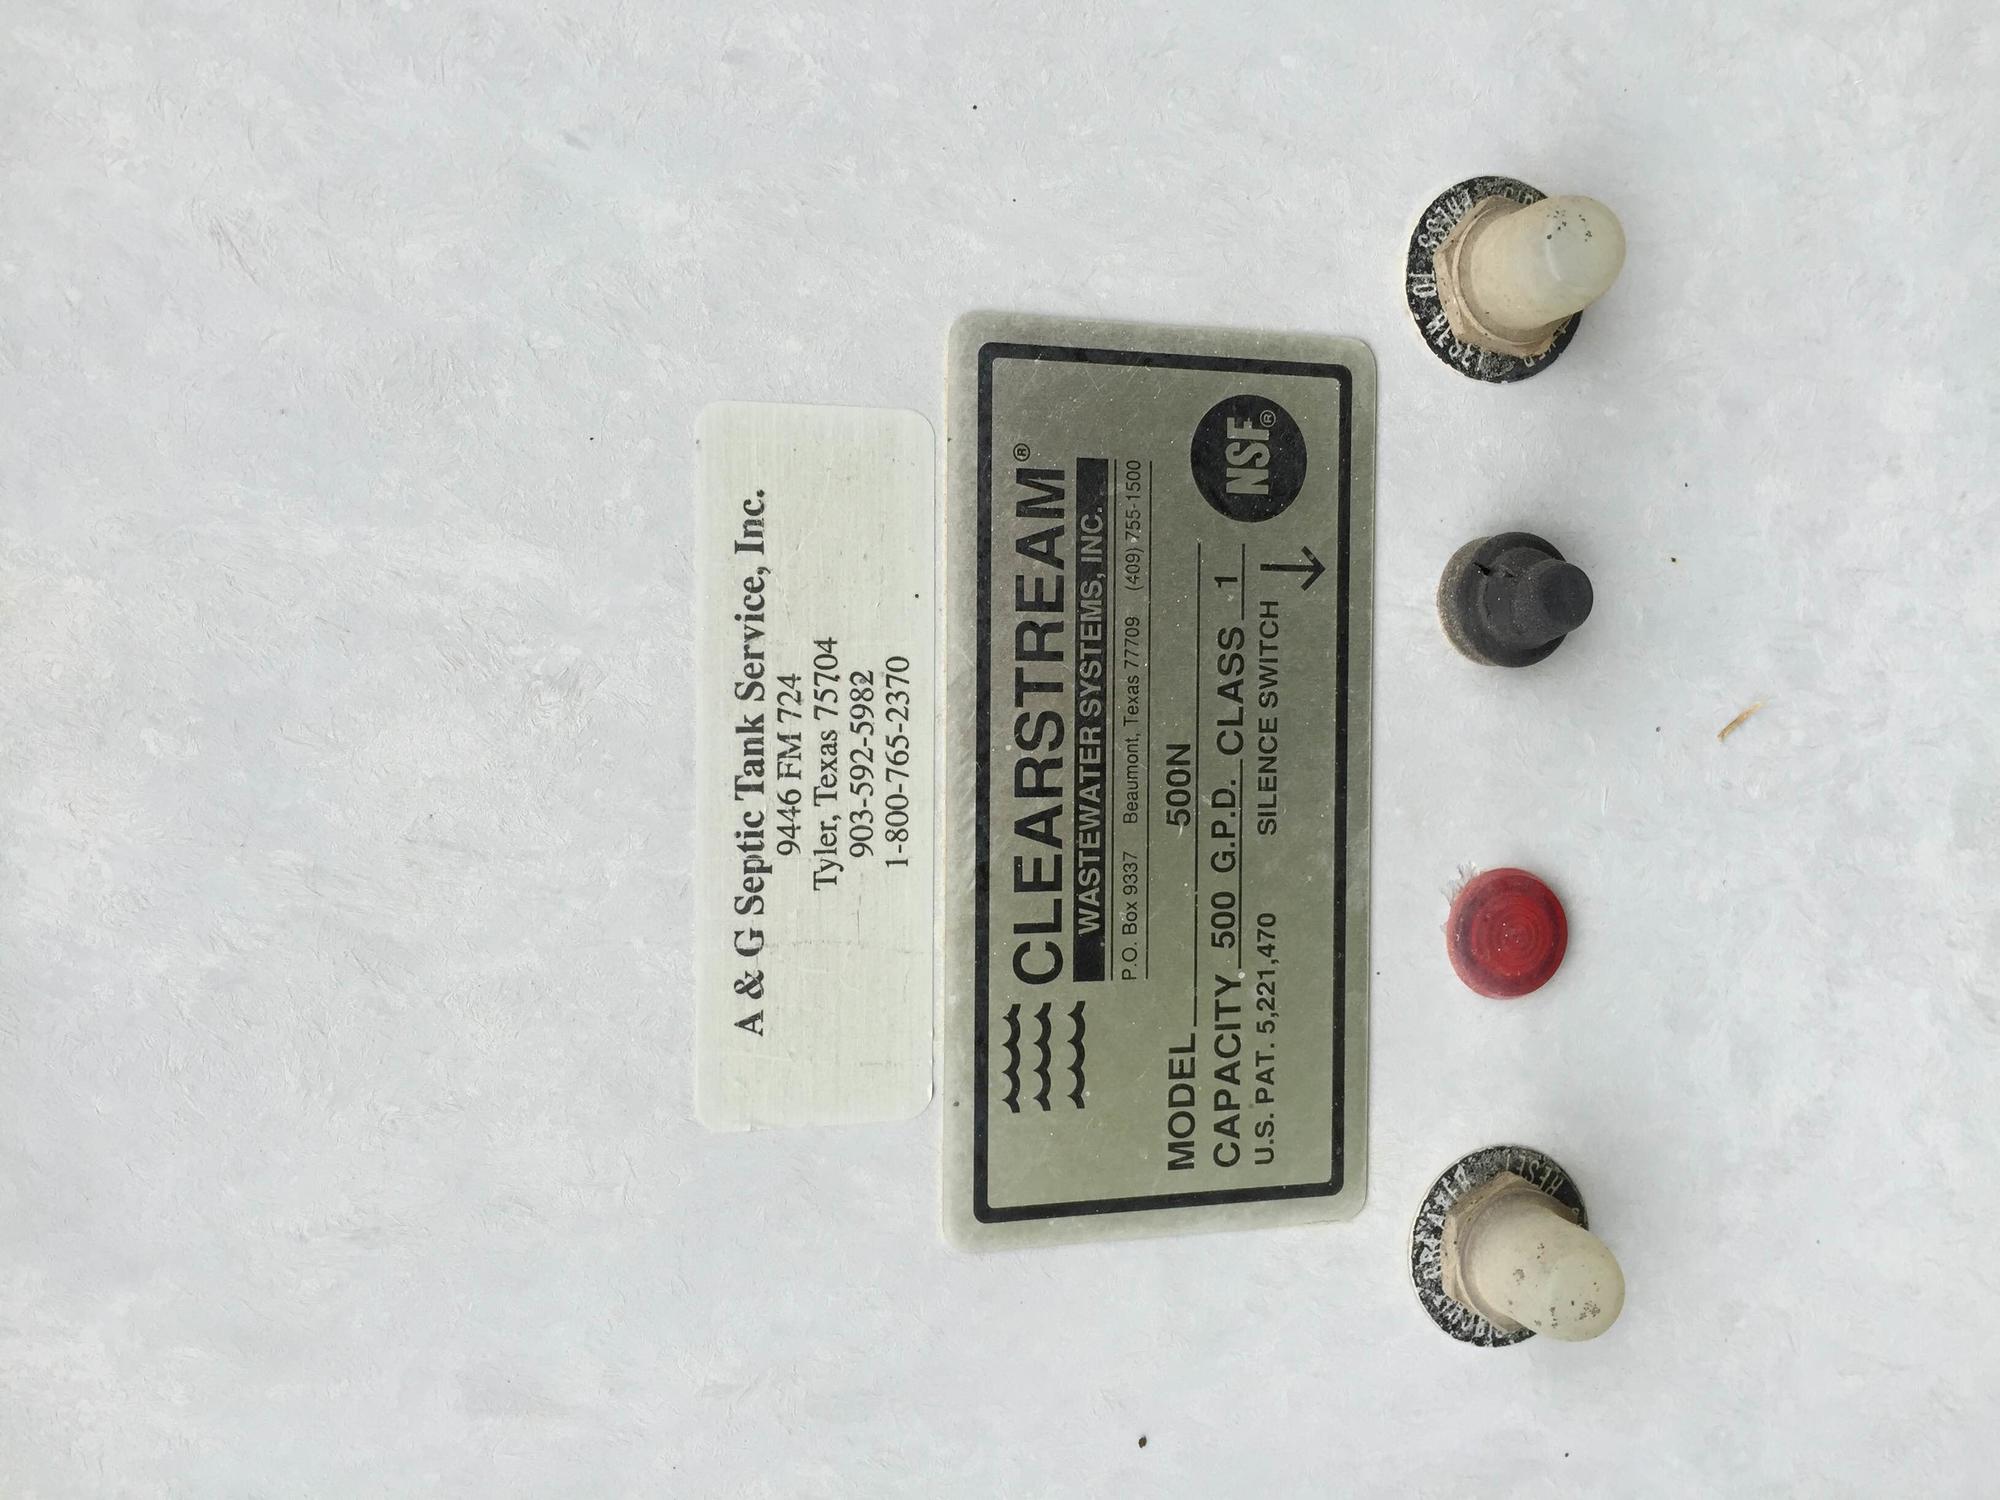 A & G Septic Tank Service, Inc.
9446 FM 724
Tyler, Texas 75704
903-592-5982
1-800-765-2370
CLEARSTREAM®
WASTEWATER SYSTEMS, INC.
P.O. Box 9337 Beaumont, Texas 77709 (409) 755-1500
MODEL 500N
CAPACITY 500 G.P.D. CLASS 1
U.S. PAT. 5,221,470 SILENCE SWITCH
NSF®
RESET
TO